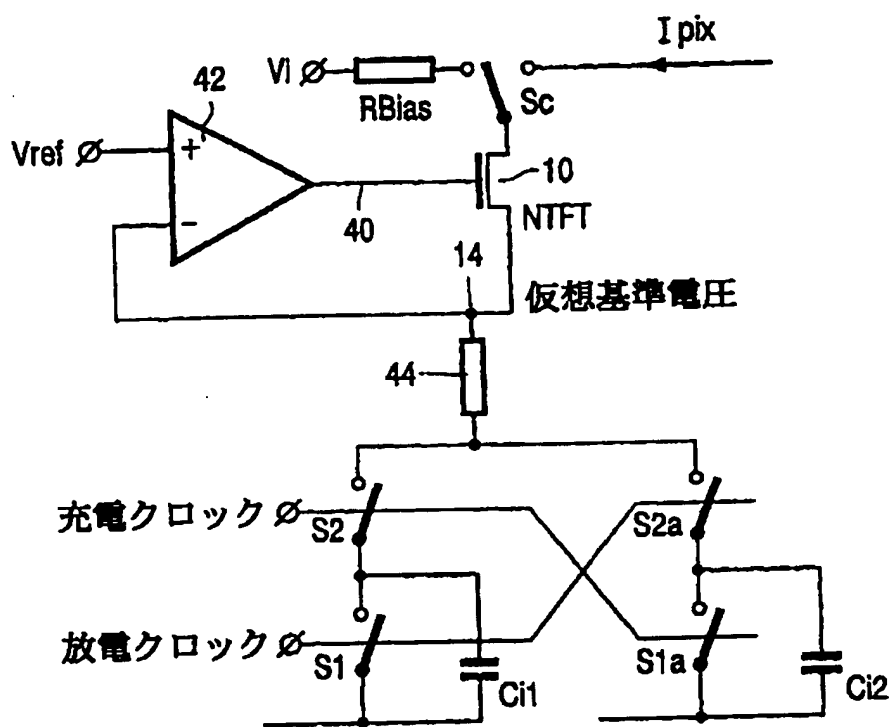 I pix
Vi
RBias
Sc
42
Vref
+
-
40
10
NTFT
14
仮想基準電圧
44
充電クロック
S2
S2a
放電クロック
S1
Ci1
S1a
Ci2